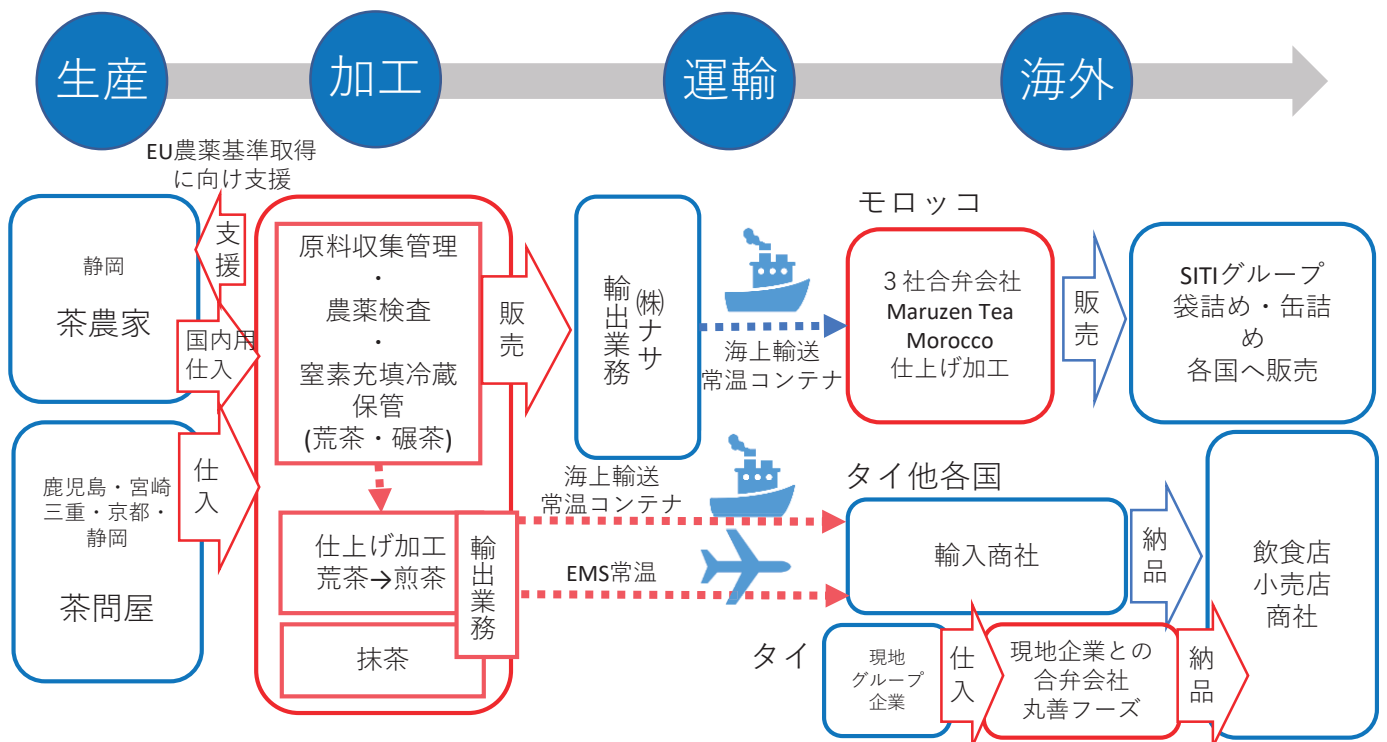 生産
加工
運輸
海外
EU農薬基準取得
に向け支援
支援
静岡
茶農家
国内用
仕入
鹿児島・宮崎
三重・京都・
静岡
茶問屋
仕入
原料収集管理
・
農薬検査
・
窒素充填冷蔵
保管
(荒茶・碾茶)
仕上げ加工
荒茶→煎茶
抹茶
輸出業務
販売
㈱ナサ
輸出業務
海上輸送
常温コンテナ
モロッコ
３社合弁会社
Maruzen Tea
Morocco
仕上げ加工
販売
SITIグループ
袋詰め・缶詰
め
各国へ販売
海上輸送
常温コンテナ
EMS常温
タイ他各国
輸入商社
納品
飲食店
小売店
商社
タイ
現地
グループ
企業
仕入
現地企業との
合弁会社
丸善フーズ
納品